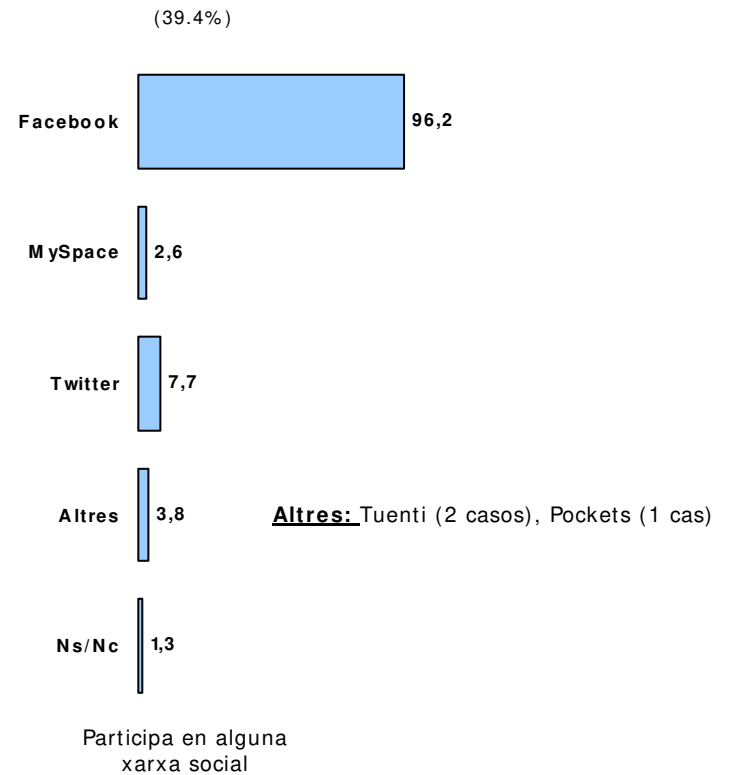 (39.4%)
Facebook
96,2
MySpace
2,6
Twitter
7,7
Altres
3,8
Altres: Tuenti (2 casos), Pockets (1 cas)
Ns/Nc
1,3
Participa en alguna
xarxa social